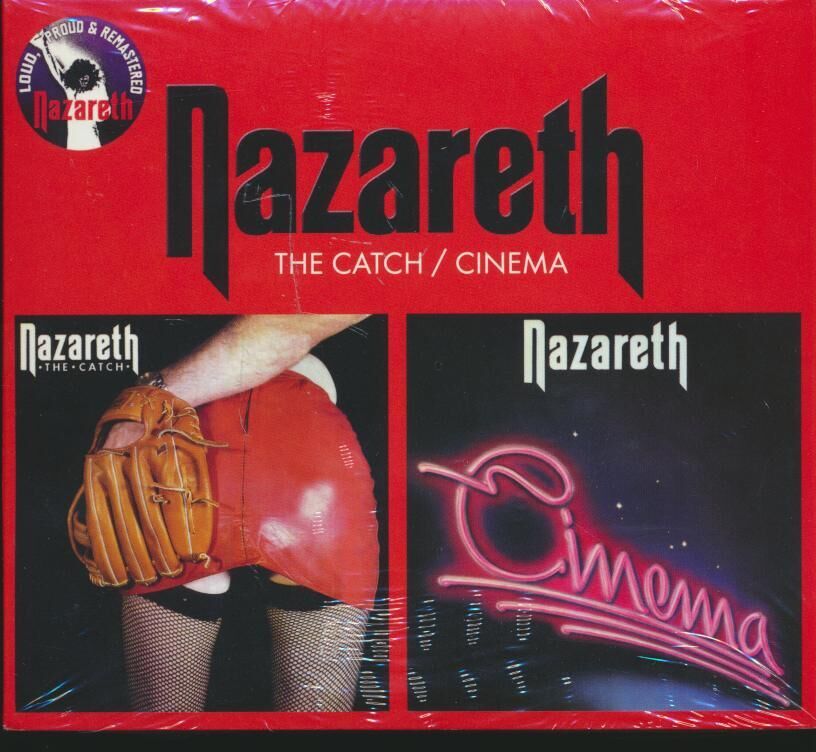 LOUD, PROUD & REMASTERED
Nazareth
Nazareth
THE CATCH / CINEMA
Nazareth
•THE•CATCH•
Nazareth
Cinema